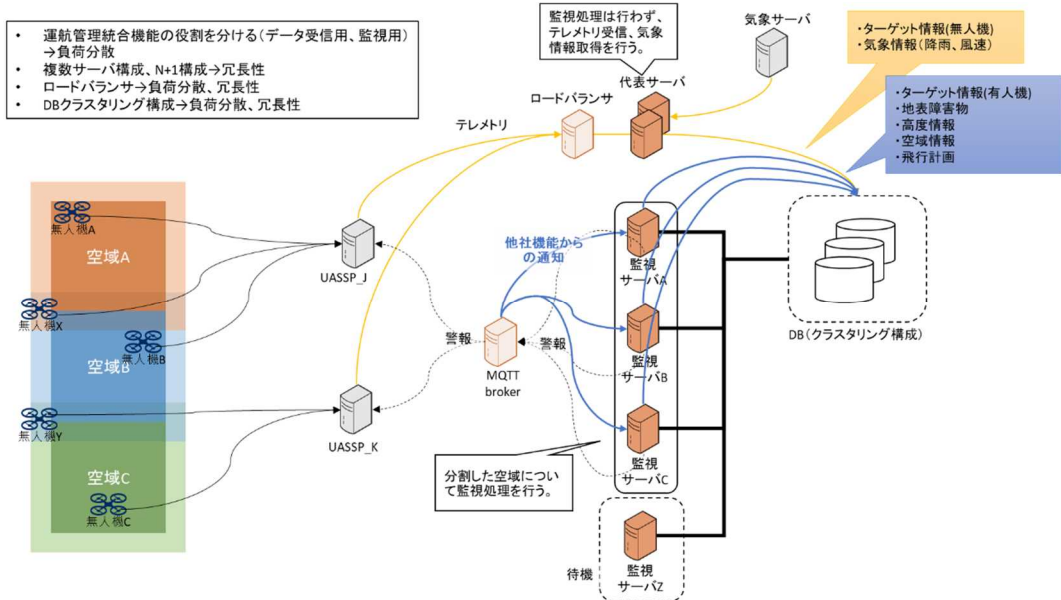 • 運航管理統合機能の役割を分ける(データ受信用、監視用)
→負荷分散
• 複数サーバ構成、N+1構成→冗長性
• ロードバランサ→負荷分散、冗長性
• DBクラスタリング構成→負荷分散、冗長性
監視処理は行わず、
テレメトリ受信、気象
情報取得を行う。
気象サーバ
・ターゲット情報(無人機)
・気象情報(降雨、風速)
代表サーバ
ロードバランサ
テレメトリ
・ターゲット情報(有人機)
・地表障害物
・高度情報
・空域情報
・飛行計画
無人機A
空域A
無人機X
無人機B
空域B
無人機Y
空域C
無人機C
UASSP_J
UASSP_K
他社機能から
の通知
警報
警報
MQTT
broker
監視
サーバA
監視
サーバB
監視
サーバC
DB(クラスタリング構成)
分割した空域につい
て監視処理を行う。
待機
監視
サーバZ